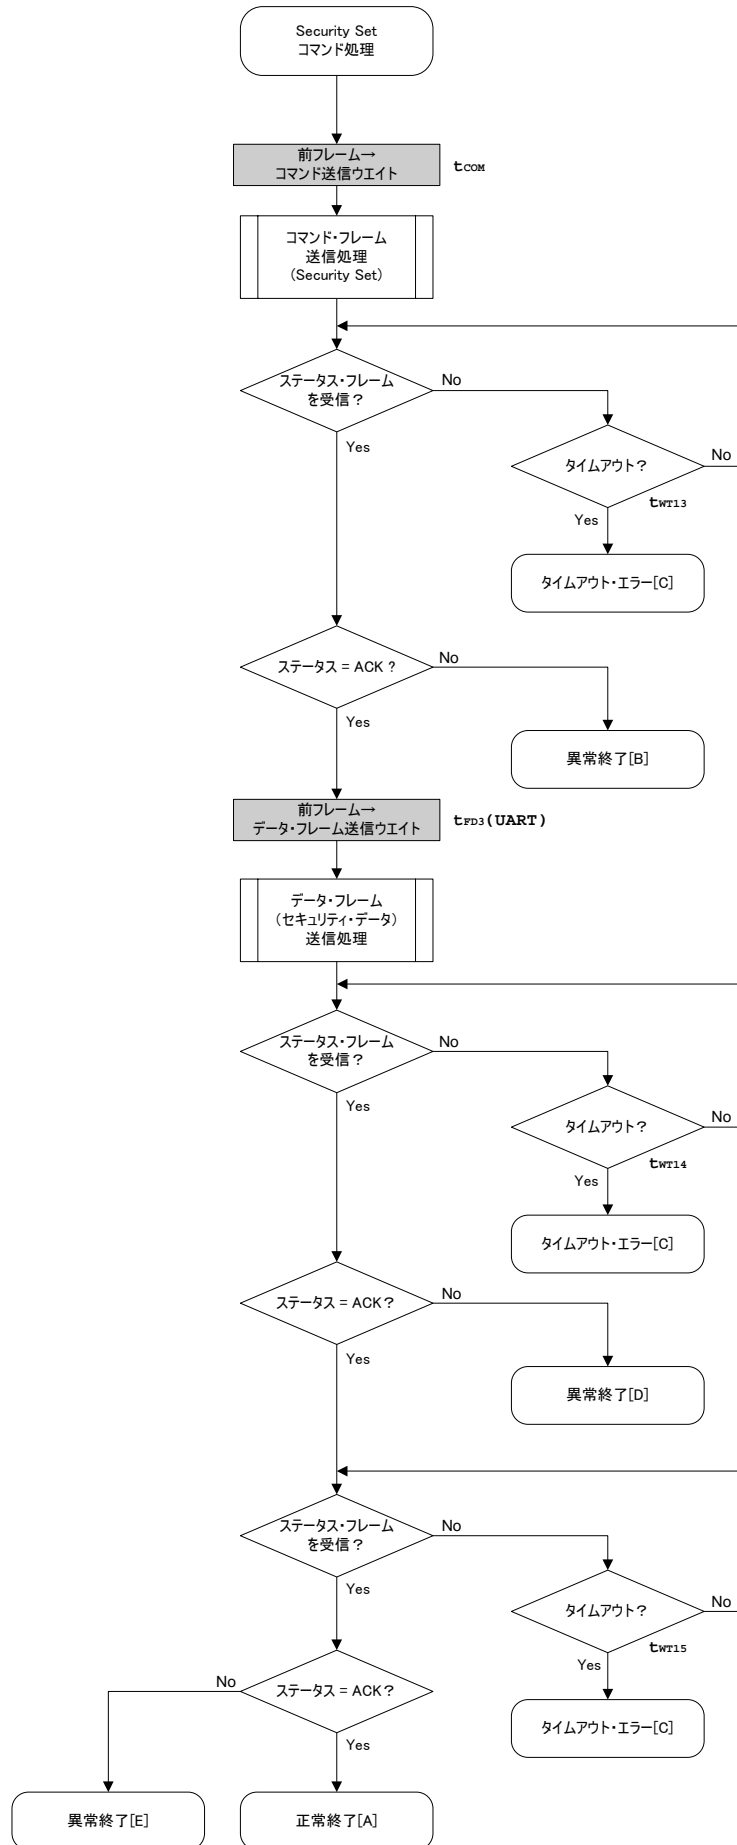 Security Set
コマンド処理
前フレーム→
コマンド送信ウエイト
tCOM
コマンド・フレーム
送信処理
(Security Set)
ステータス・フレーム
を受信？
No
Yes
タイムアウト？
No
tWT13
Yes
タイムアウト・エラー[C]
ステータス = ACK？
No
Yes
異常終了[B]
前フレーム→
データ・フレーム送信ウエイト
tFD3(UART)
データ・フレーム
（セキュリティ・データ）
送信処理
ステータス・フレーム
を受信？
No
Yes
タイムアウト？
No
tWT14
Yes
タイムアウト・エラー[C]
ステータス = ACK？
No
Yes
異常終了[D]
ステータス・フレーム
を受信？
No
Yes
タイムアウト？
No
tWT15
Yes
タイムアウト・エラー[C]
No
ステータス = ACK？
Yes
異常終了[E]
正常終了[A]